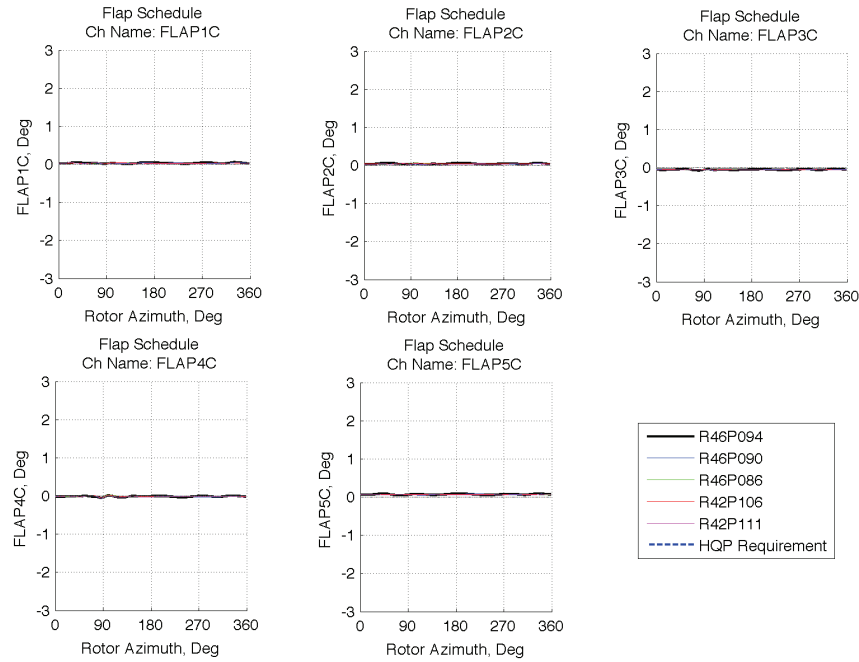 Flap Schedule
Ch Name: FLAP1C
3
2
1
0
-1
-2
-3
FLAP1C, Deg
0 90 180 270 360
Rotor Azimuth, Deg
Flap Schedule
Ch Name: FLAP2C
3
2
1
0
-1
-2
-3
FLAP2C, Deg
0 90 180 270 360
Rotor Azimuth, Deg
Flap Schedule
Ch Name: FLAP3C
3
2
1
0
-1
-2
-3
FLAP3C, Deg
0 90 180 270 360
Rotor Azimuth, Deg
Flap Schedule
Ch Name: FLAP4C
3
2
1
0
-1
-2
-3
FLAP4C, Deg
0 90 180 270 360
Rotor Azimuth, Deg
Flap Schedule
Ch Name: FLAP5C
3
2
1
0
-1
-2
-3
FLAP5C, Deg
0 90 180 270 360
Rotor Azimuth, Deg
R46P094
R46P090
R46P086
R42P106
R42P111
HQP Requirement